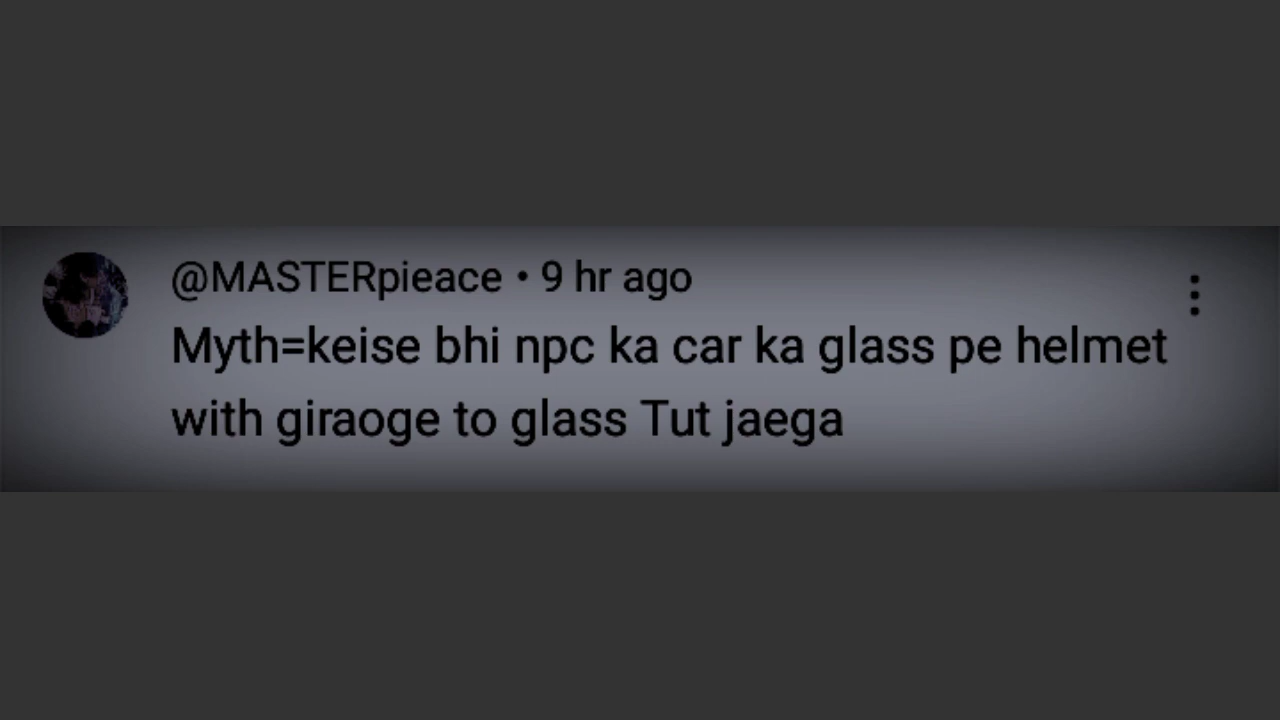 @MASTERpieace • 9 hr ago
Myth=keise bhi npc ka car ka glass pe helmet
with giraoge to glass Tut jaega